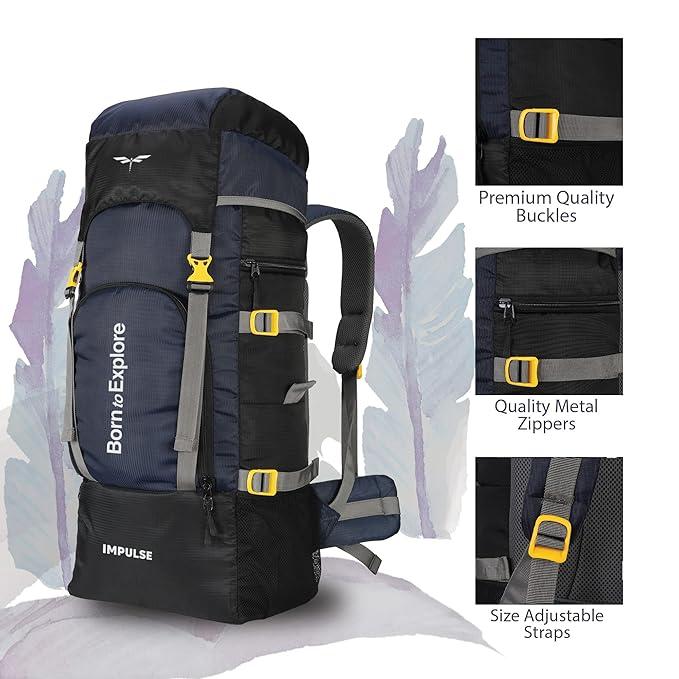 Born to Explore
IMPULSE
Premium Quality
Buckles
Quality Metal
Zippers
Size Adjustable
Straps